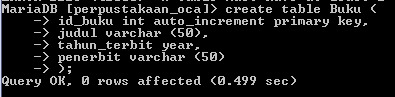 MariaDB [perpustakaan_oca]> create table Buku (
    -> id_buku int auto_increment primary key,
    -> judul varchar (50),
    -> tahun_terbit year,
    -> penerbit varchar (50)
    -> );
Query OK, 0 rows affected (0.499 sec)